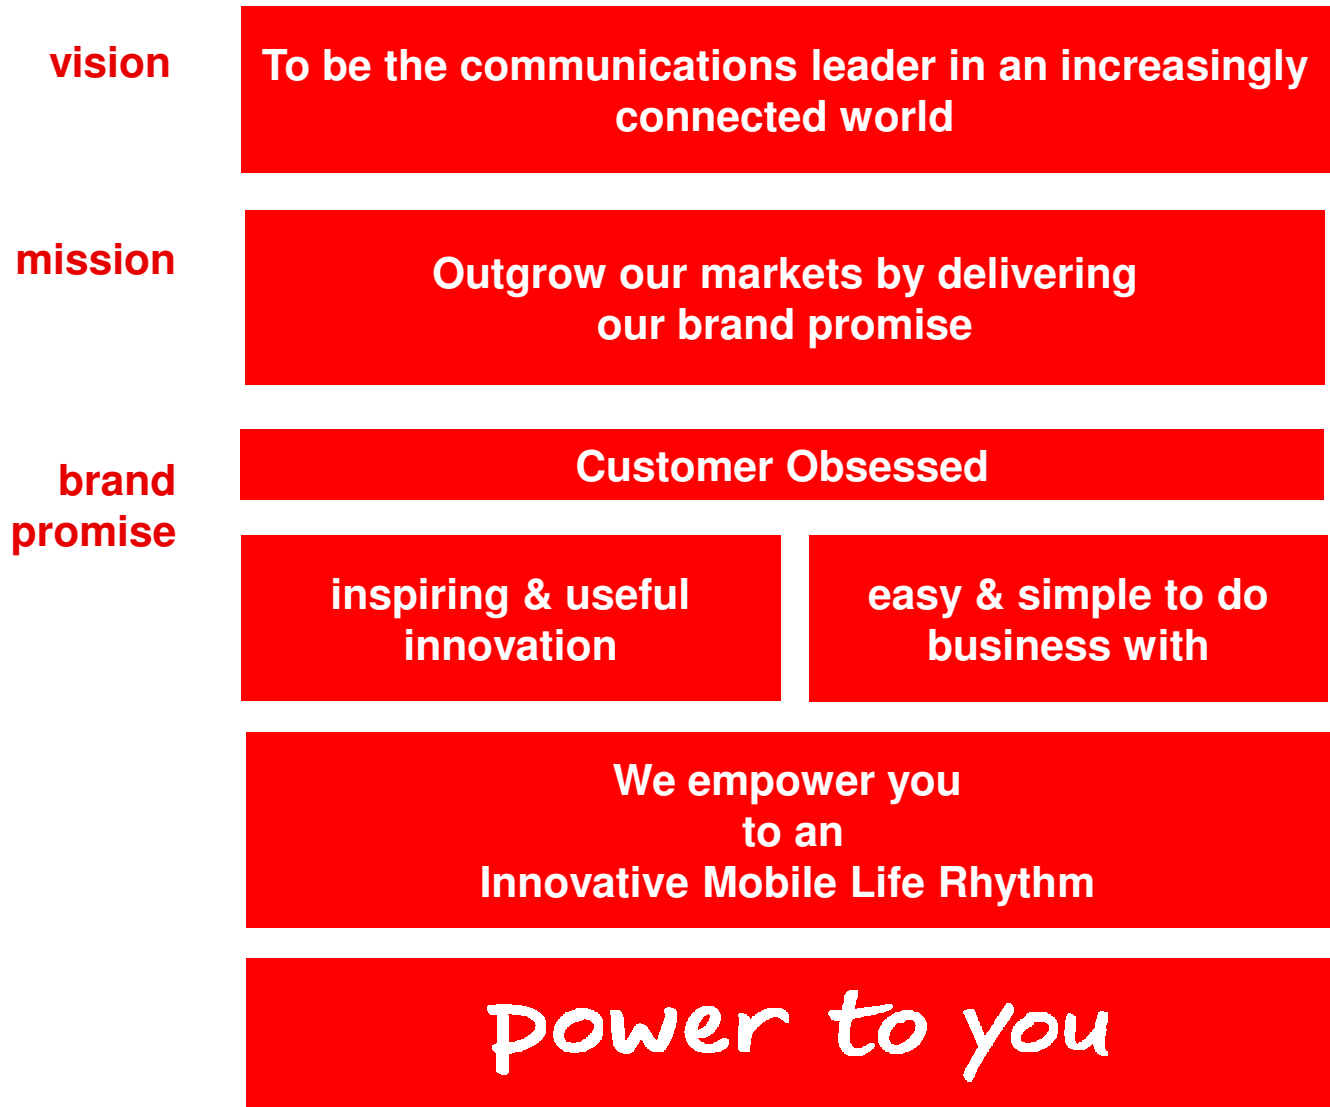 vision
To be the communications leader in an increasingly
connected world
mission
Outgrow our markets by delivering
our brand promise
brand
promise
Customer Obsessed
inspiring & useful
innovation
easy & simple to do
business with
We empower you
to an
Innovative Mobile Life Rhythm
power to you